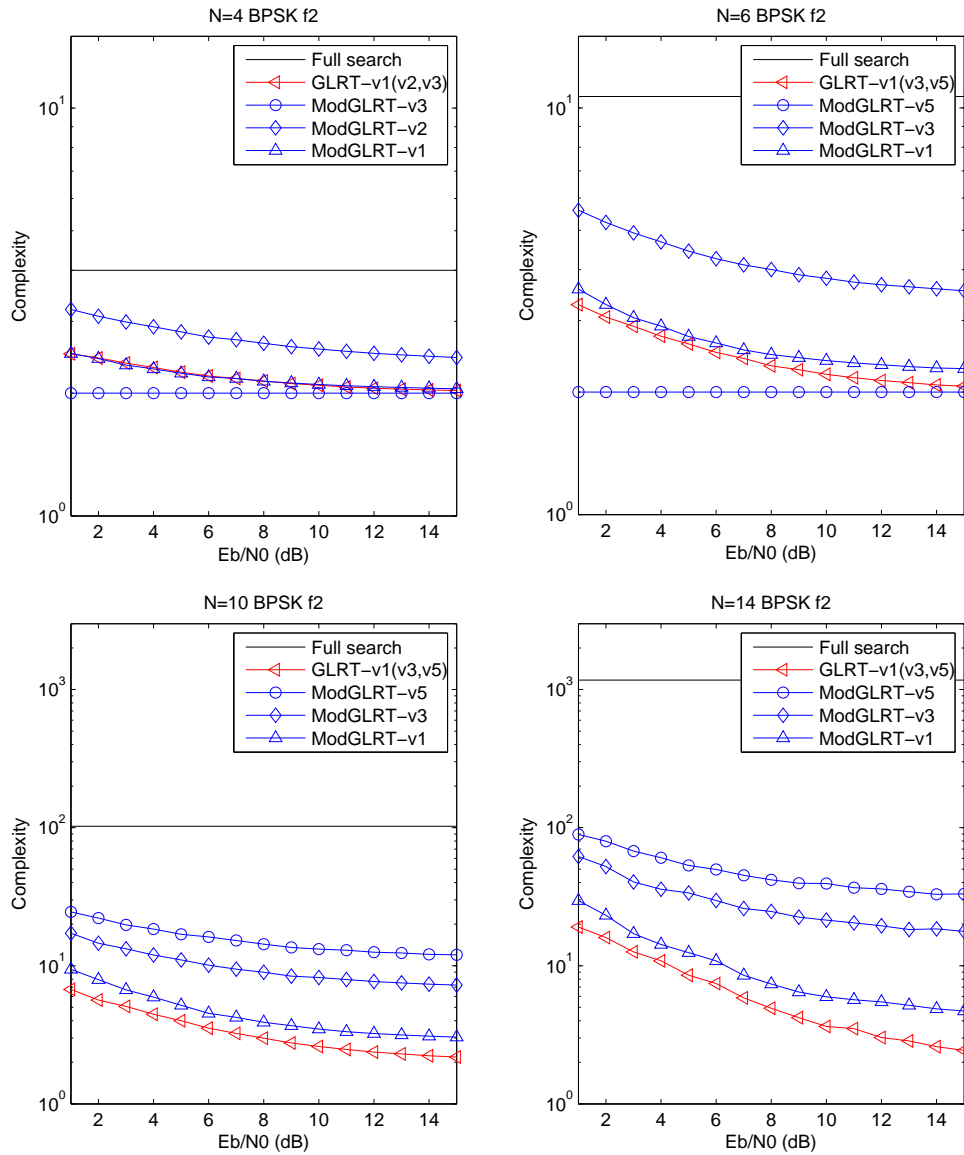 N=4 BPSK f2
Full search
GLRT−v1(v2,v3)
ModGLRT−v3
ModGLRT−v2
ModGLRT−v1
10^1
10^0
Complexity
2 4 6 8 10 12 14
Eb/N0 (dB)
N=6 BPSK f2
Full search
GLRT−v1(v3,v5)
ModGLRT−v5
ModGLRT−v3
ModGLRT−v1
10^1
10^0
Complexity
2 4 6 8 10 12 14
Eb/N0 (dB)
N=10 BPSK f2
Full search
GLRT−v1(v3,v5)
ModGLRT−v5
ModGLRT−v3
ModGLRT−v1
10^3
10^2
10^1
10^0
Complexity
2 4 6 8 10 12 14
Eb/N0 (dB)
N=14 BPSK f2
Full search
GLRT−v1(v3,v5)
ModGLRT−v5
ModGLRT−v3
ModGLRT−v1
10^3
10^2
10^1
10^0
Complexity
2 4 6 8 10 12 14
Eb/N0 (dB)